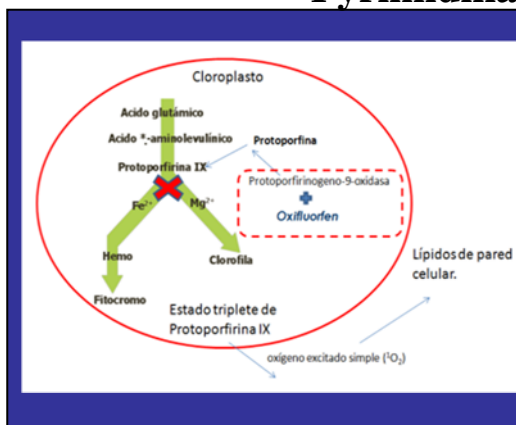 Cloroplasto
Acido glutámico
Acido *-aminolevulínico
Protoporfirina IX
Protoporfina
Protoporfirinogeno-9-oxidasa
Oxifluorfen
Fe²⁺
Mg²⁺
Hemo
Clorofila
Fitocromo
Lípidos de pared
celular.
Estado triplete de
Protoporfirina IX
oxígeno excitado simple (¹O₂)